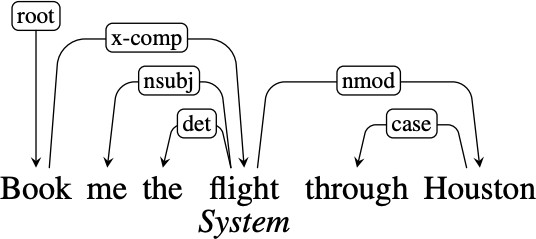 root
x-comp
nsubj
nmod
det
case
Book me the flight through Houston
System